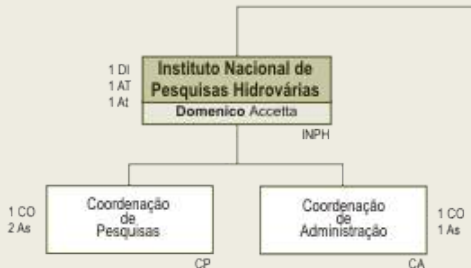 1 DI
1 AT
1 At
Instituto Nacional de
Pesquisas Hidrovárias
Domenico Accetta
INPH
1 CO
2 As
Coordenação
de
Pesquisas
CP
Coordenação
de
Administração
1 CO
1 As
CA